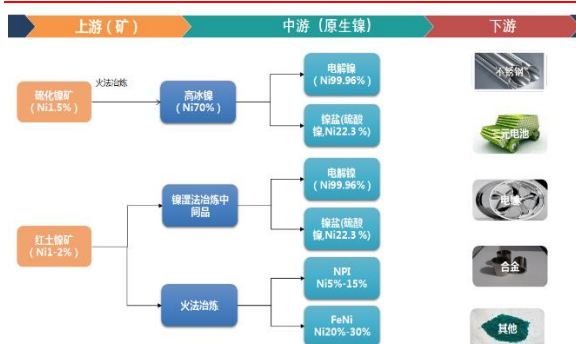 上游（矿）
中游（原生镍）
下游
硫化镍矿
（Ni1.5%）
火法冶炼
高冰镍
（Ni70%）
电解镍
（Ni99.96%）
镍盐(硫酸
镍,Ni22.3%)
红土镍矿
（Ni1-2%）
镍湿法冶炼中
间品
电解镍
（Ni99.96%）
镍盐(硫酸
镍,Ni22.3%)
火法冶炼
NPI
Ni5%-15%
FeNi
Ni20%-30%
不锈钢
三元电池
电镀
合金
其他